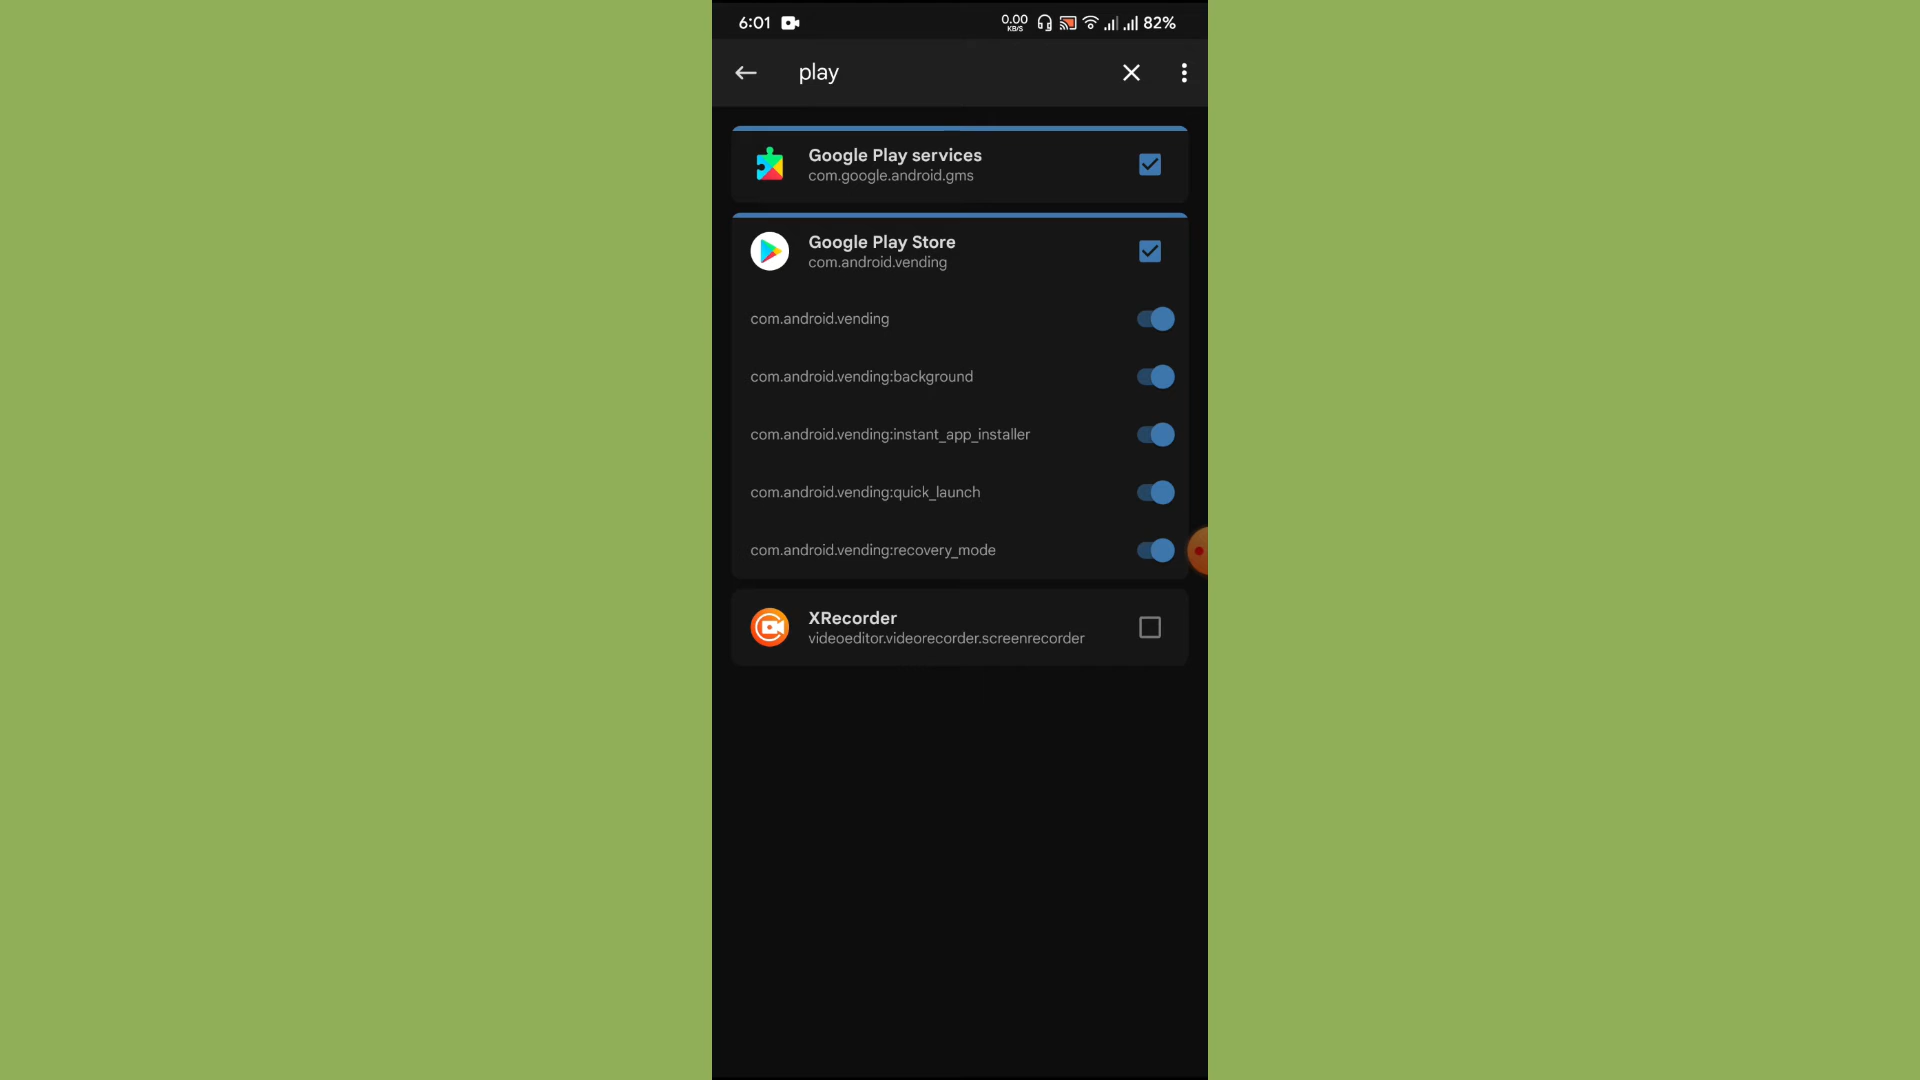 6:01
0.00
KB/S
82%
play
Google Play services
com.google.android.gms
Google Play Store
com.android.vending
com.android.vending
com.android.vending:background
com.android.vending:instant_app_installer
com.android.vending:quick_launch
com.android.vending:recovery_mode
XRecorder
videoeditor.videorecorder.screenrecorder